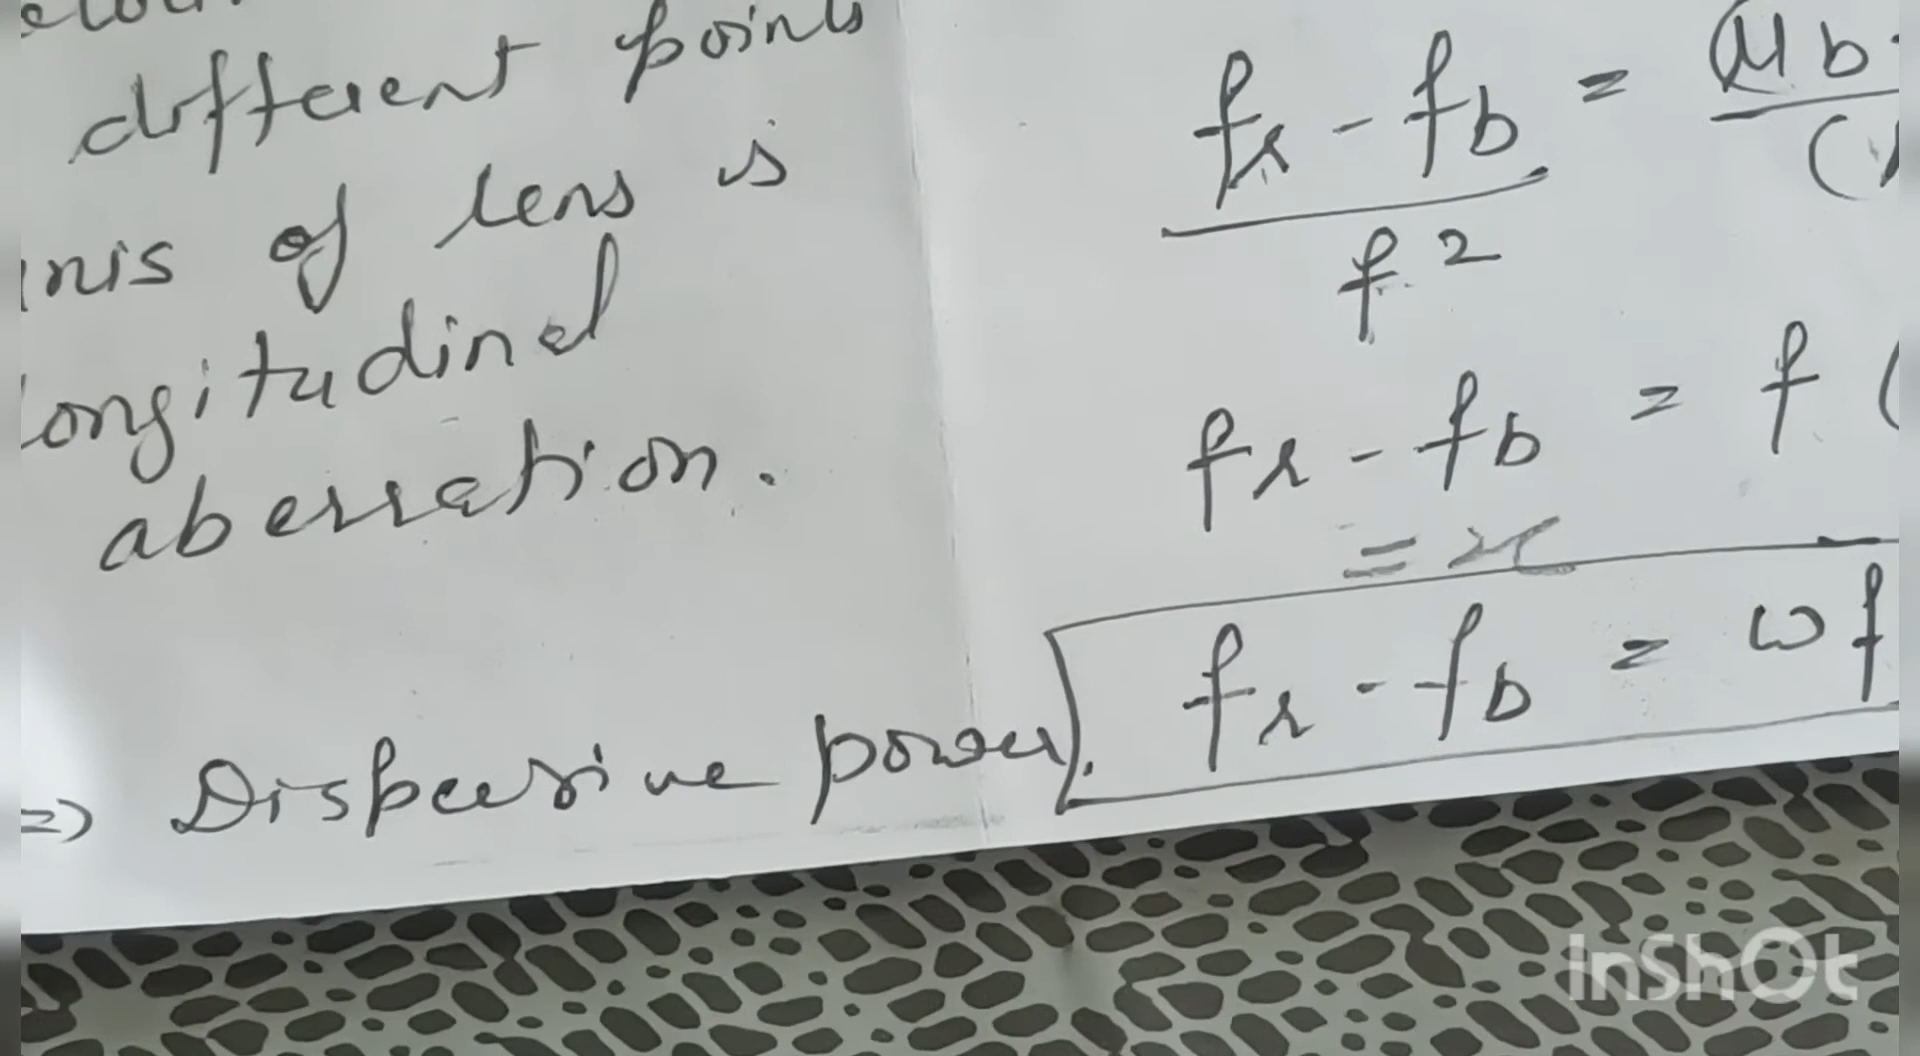 different points
of lens is
longitudinal
aberration.
=> Dispersive power.
fr - fb = (μb-
f²
fr - fb = f (
= x
fr - fb = ωf
InShOt